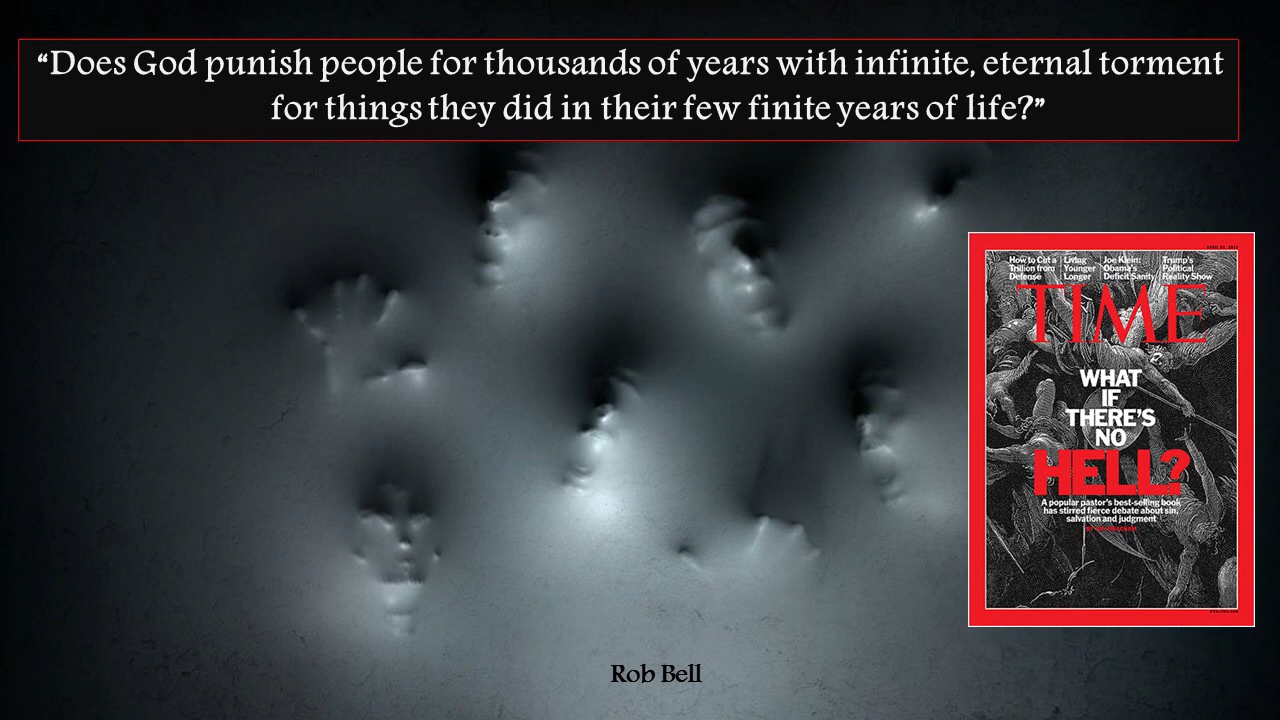 “Does God punish people for thousands of years with infinite, eternal torment
for things they did in their few finite years of life?”
How to Cut a
Trillion from
Defense
Living
Younger
Longer
Joe Klein:
Obama's
Deficit Sanity
Trump's
Political
Reality Show
TIME
WHAT
IF
THERE'S
NO
HELL?
A popular pastor's best-selling book
has stirred fierce debate about sin,
salvation and judgment
Rob Bell